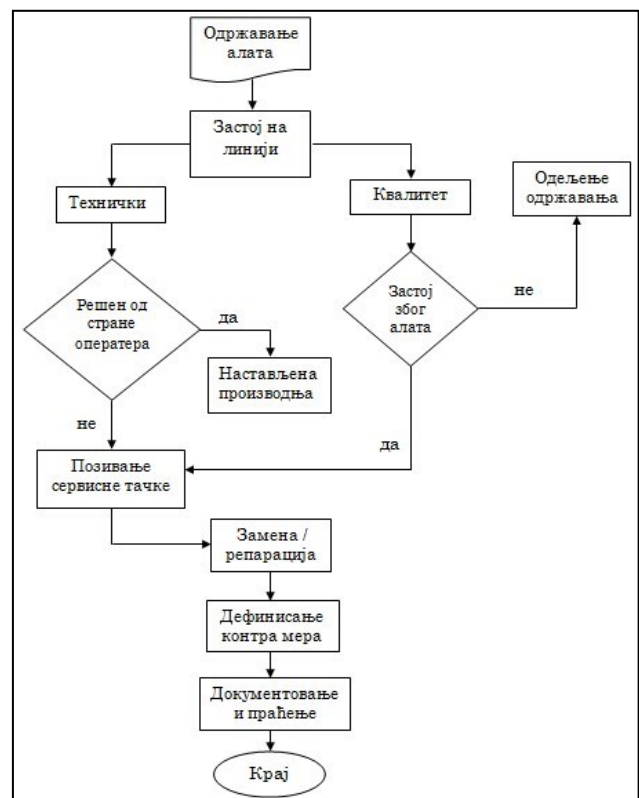 Одржавање
алата
Застој на
линији
Технички
Квалитет
Одељење
одржавања
Решен од
стране
оператера
да
Застој
због
алата
не
Настављена
производња
не
да
Позивање
сервисне тачке
Замена /
репарација
Дефинисање
контра мера
Документовање
и праћење
Крај